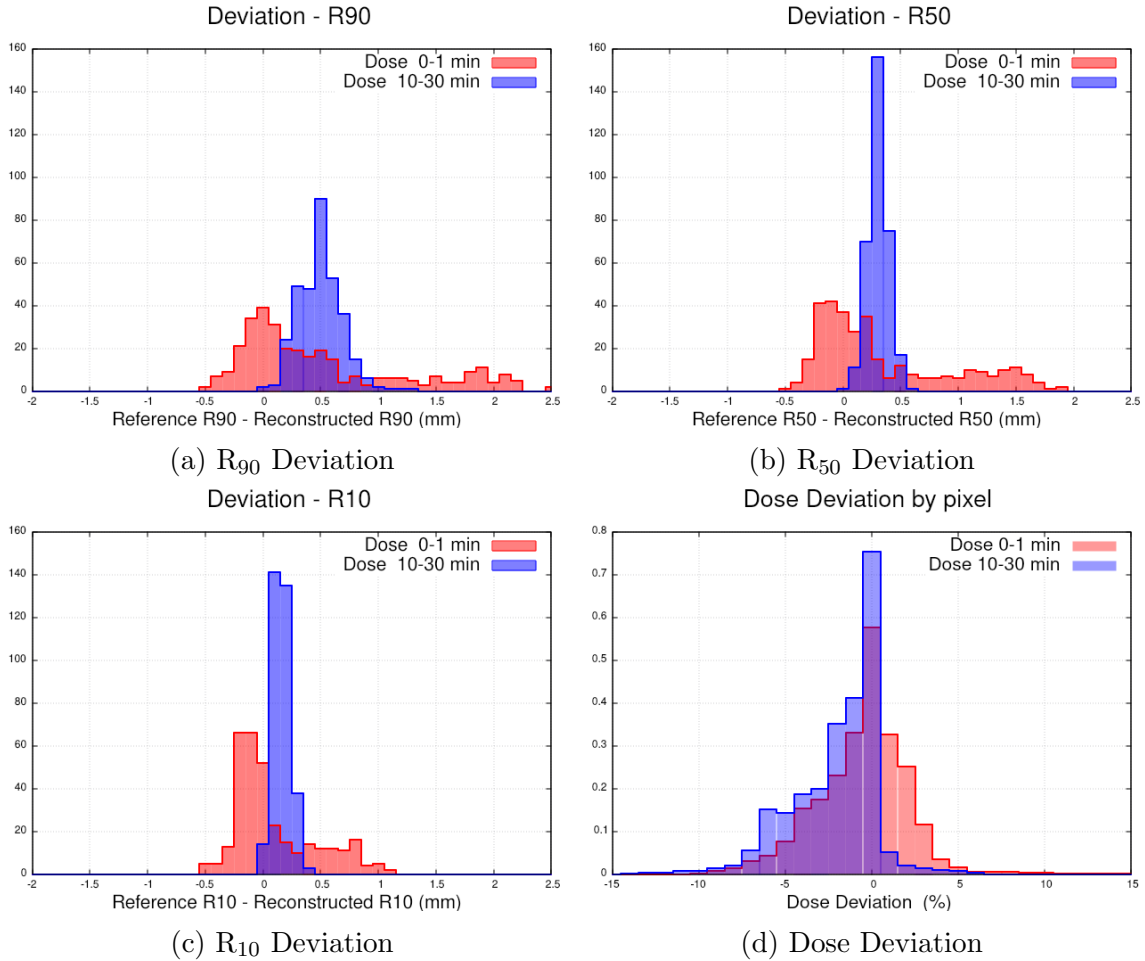 Deviation - R90
160
140
120
100
80
60
40
20
0
Dose 0-1 min
Dose 10-30 min
-2 -1.5 -1 -0.5 0 0.5 1 1.5 2 2.5
Reference R90 - Reconstructed R90 (mm)
(a) R90 Deviation
Deviation - R50
160
140
120
100
80
60
40
20
0
Dose 0-1 min
Dose 10-30 min
-2 -1.5 -1 -0.5 0 0.5 1 1.5 2 2.5
Reference R50 - Reconstructed R50 (mm)
(b) R50 Deviation
Deviation - R10
160
140
120
100
80
60
40
20
0
Dose 0-1 min
Dose 10-30 min
-2 -1.5 -1 -0.5 0 0.5 1 1.5 2 2.5
Reference R10 - Reconstructed R10 (mm)
(c) R10 Deviation
Dose Deviation by pixel
0.8
0.7
0.6
0.5
0.4
0.3
0.2
0.1
0
Dose 0-1 min
Dose 10-30 min
-15 -10 -5 0 5 10 15
Dose Deviation (%)
(d) Dose Deviation